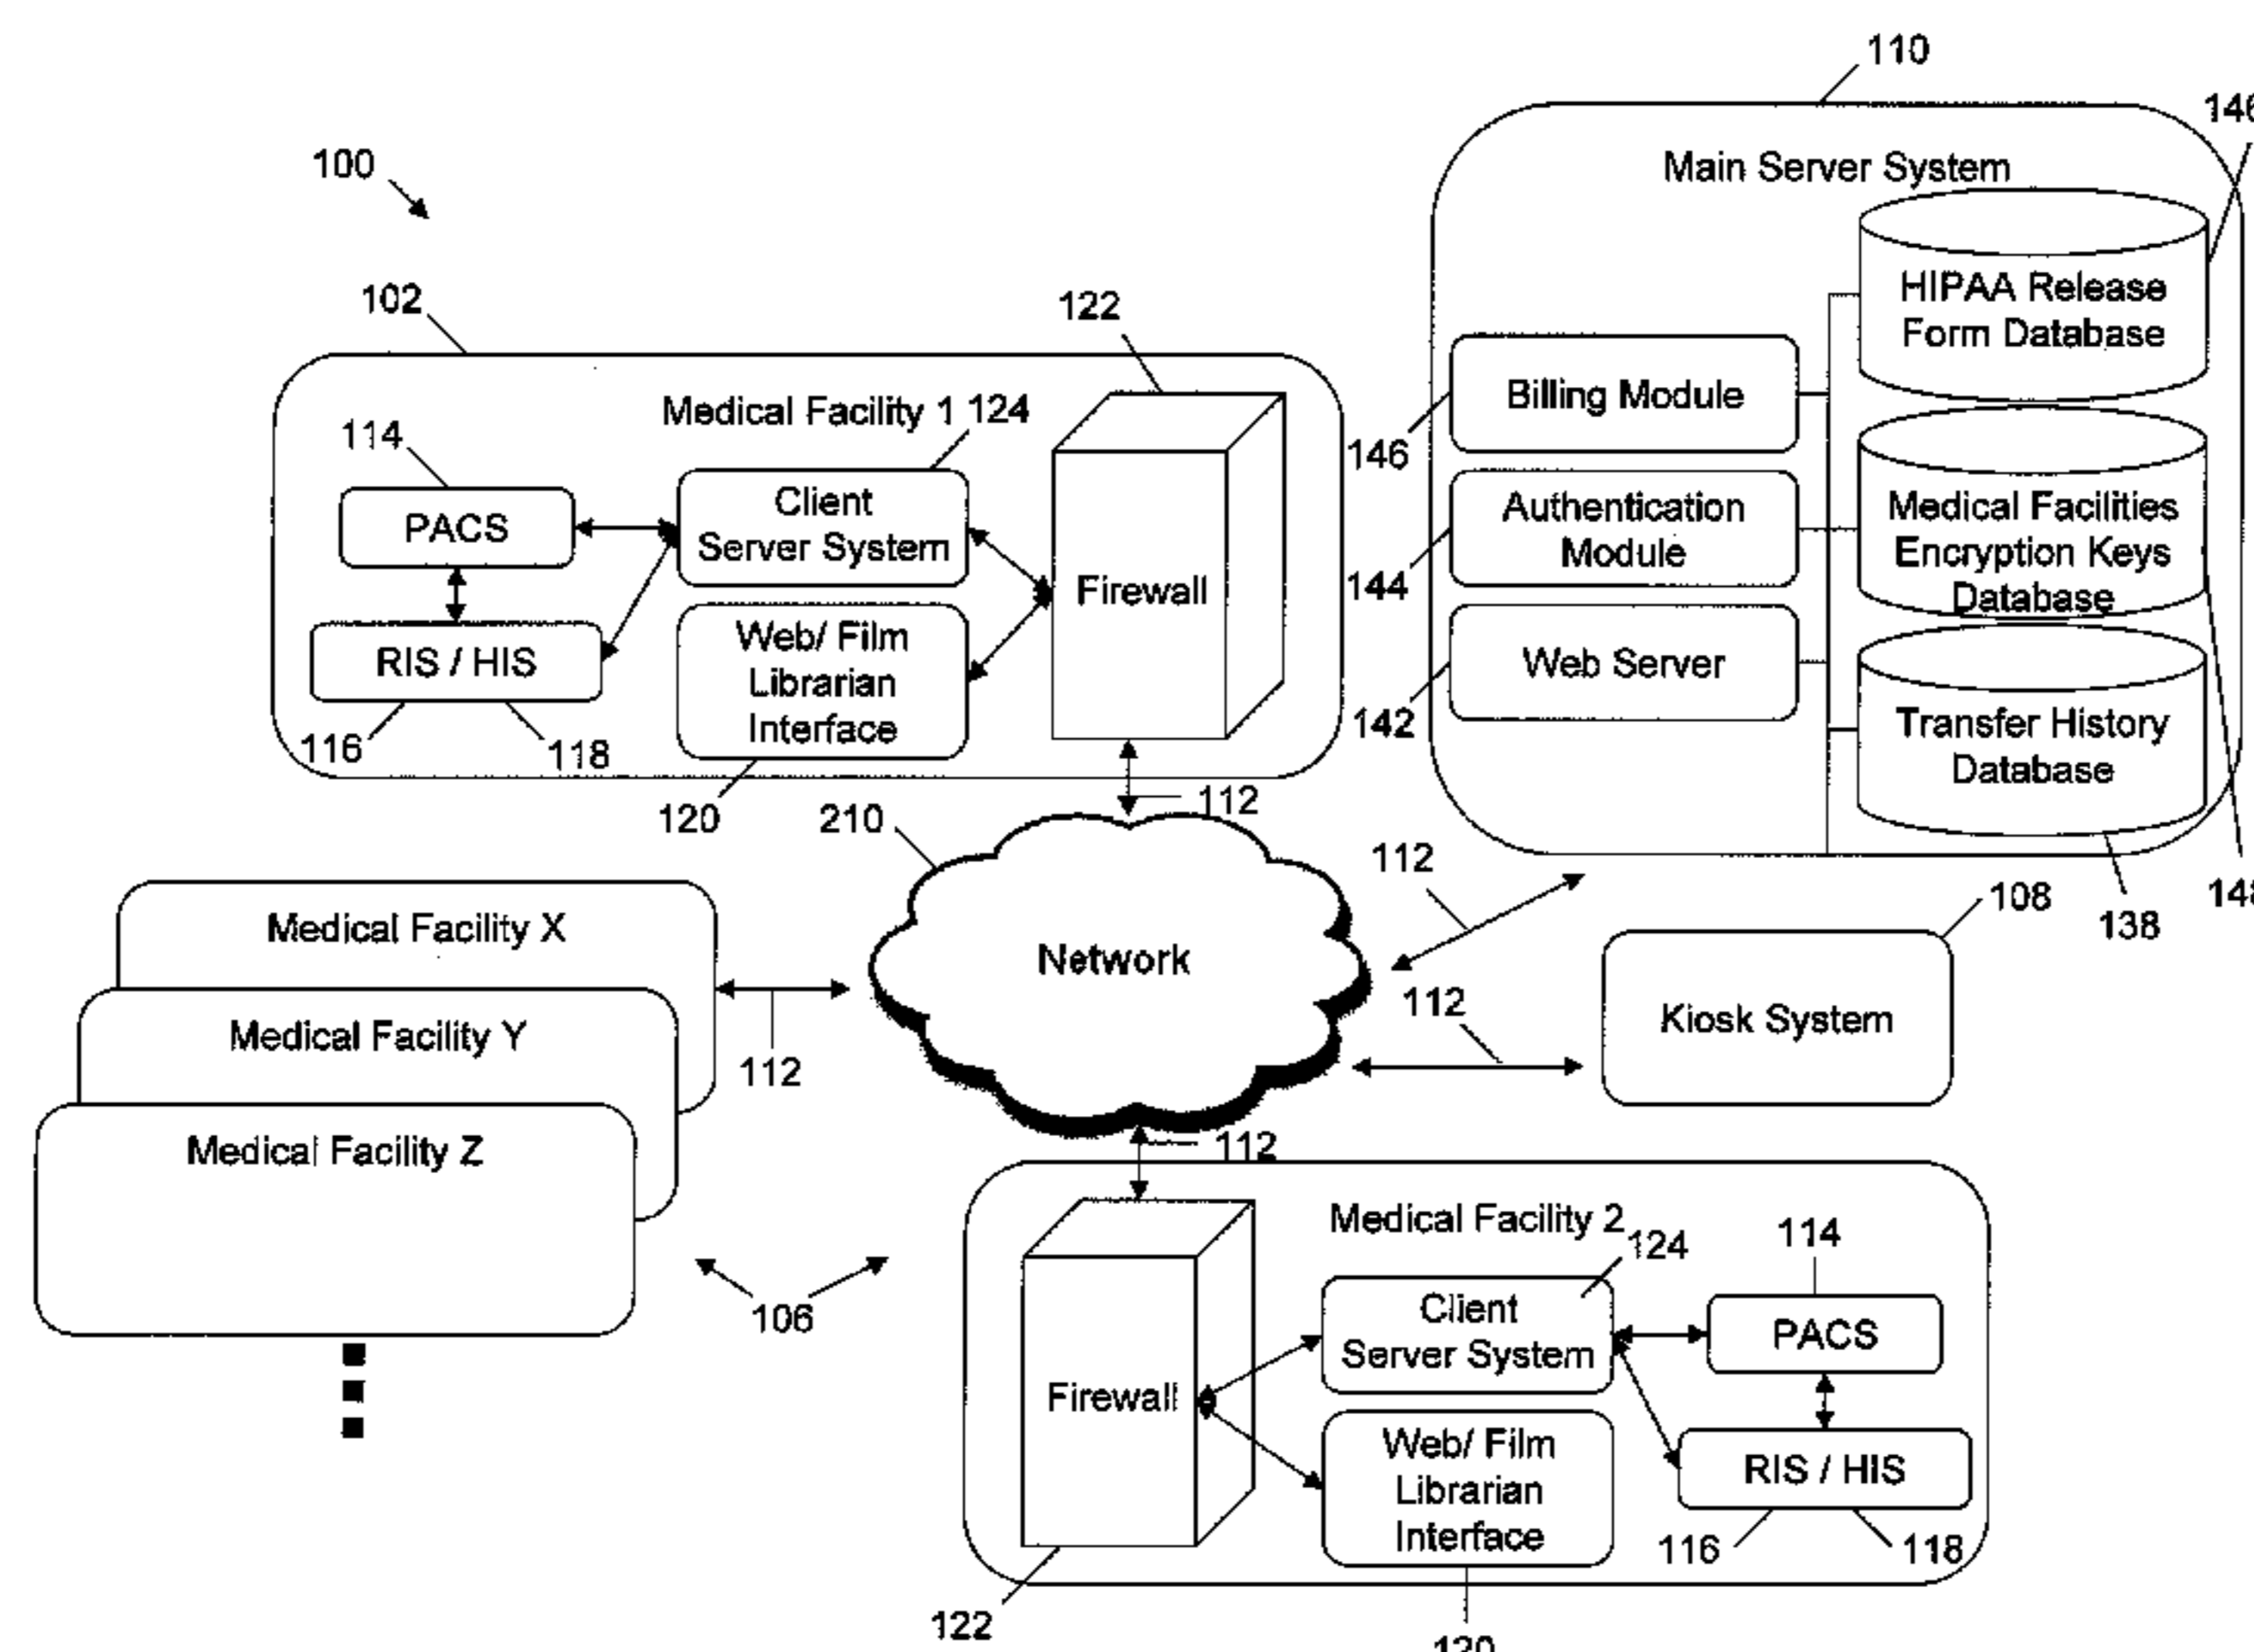 110
146
100
Main Server System
HIPAA Release
Form Database
102
122
Billing Module
146
Medical Facility 1
124
114
PACS
Client
Server System
Firewall
Authentication
Module
144
Medical Facilities
Encryption Keys
Database
RIS / HIS
116
118
Web/ Film
Librarian
Interface
120
Web Server
142
Transfer History
Database
112
210
112
148
138
108
Medical Facility X
Medical Facility Y
Medical Facility Z
112
Network
112
Kiosk System
112
106
Medical Facility 2
124
114
Client
Server System
PACS
Firewall
Web/ Film
Librarian
Interface
RIS / HIS
116
118
122
120